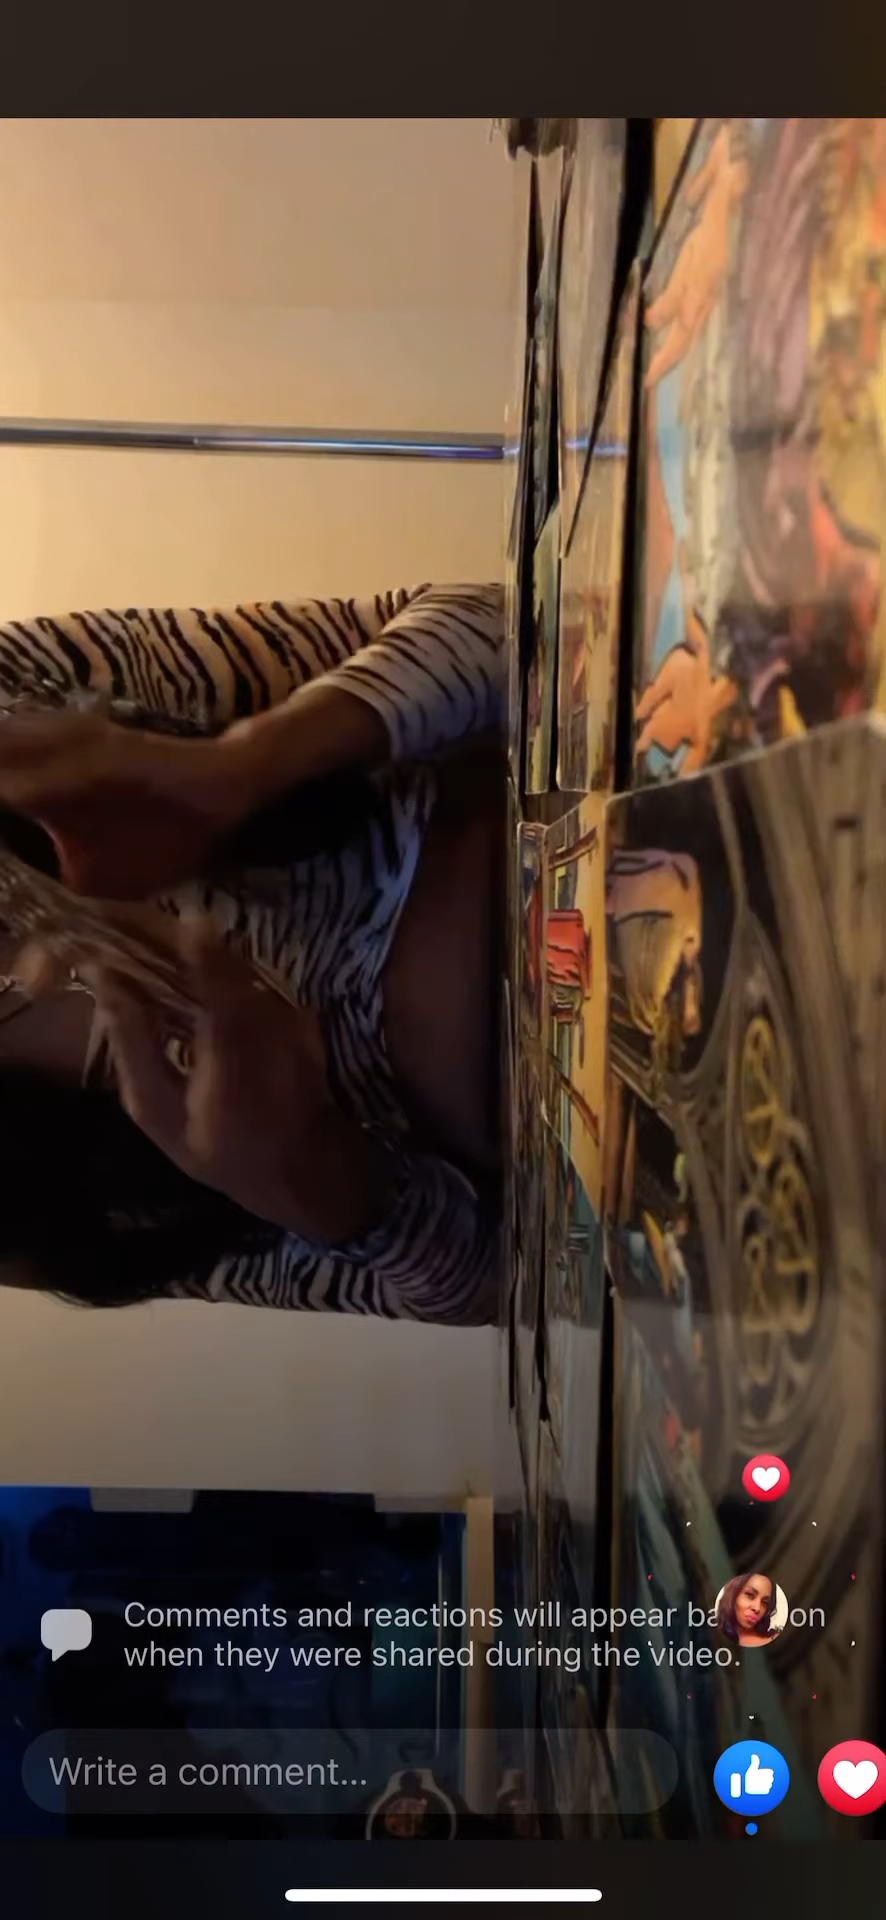 Comments and reactions will appear ba on
when they were shared during the video.
Write a comment...